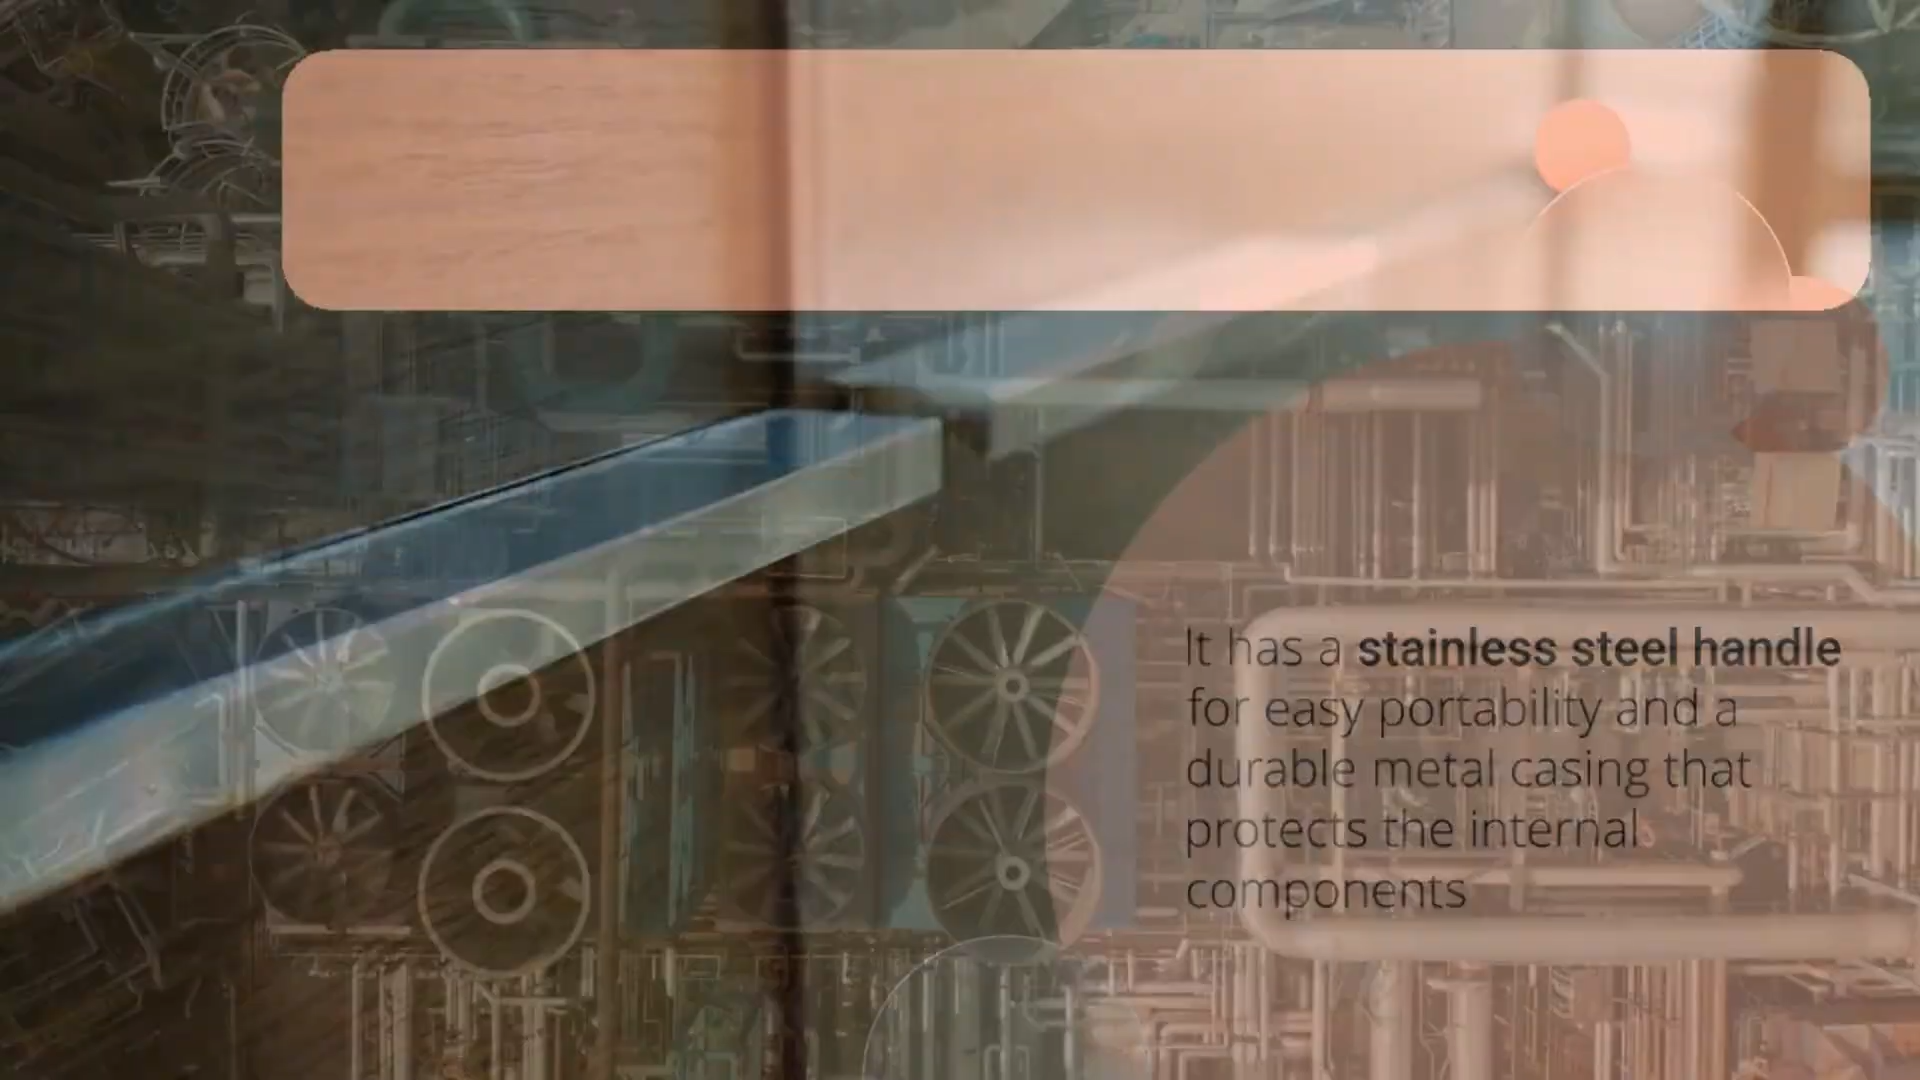 It has a stainless steel handle
for easy portability and a
durable metal casing that
protects the internal
components